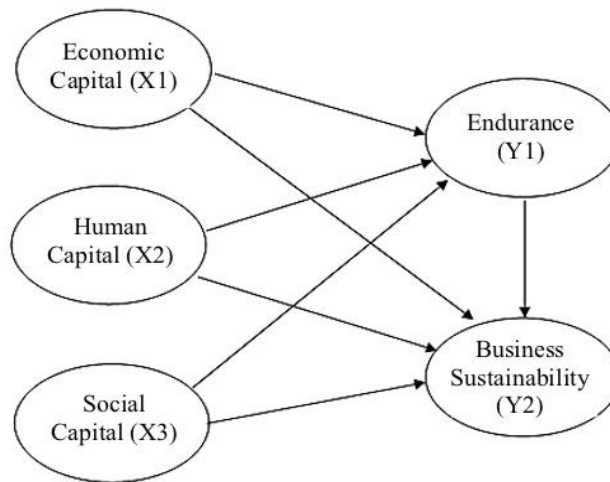 Economic
Capital (X1)
Endurance
(Y1)
Human
Capital (X2)
Business
Sustainability
(Y2)
Social
Capital (X3)